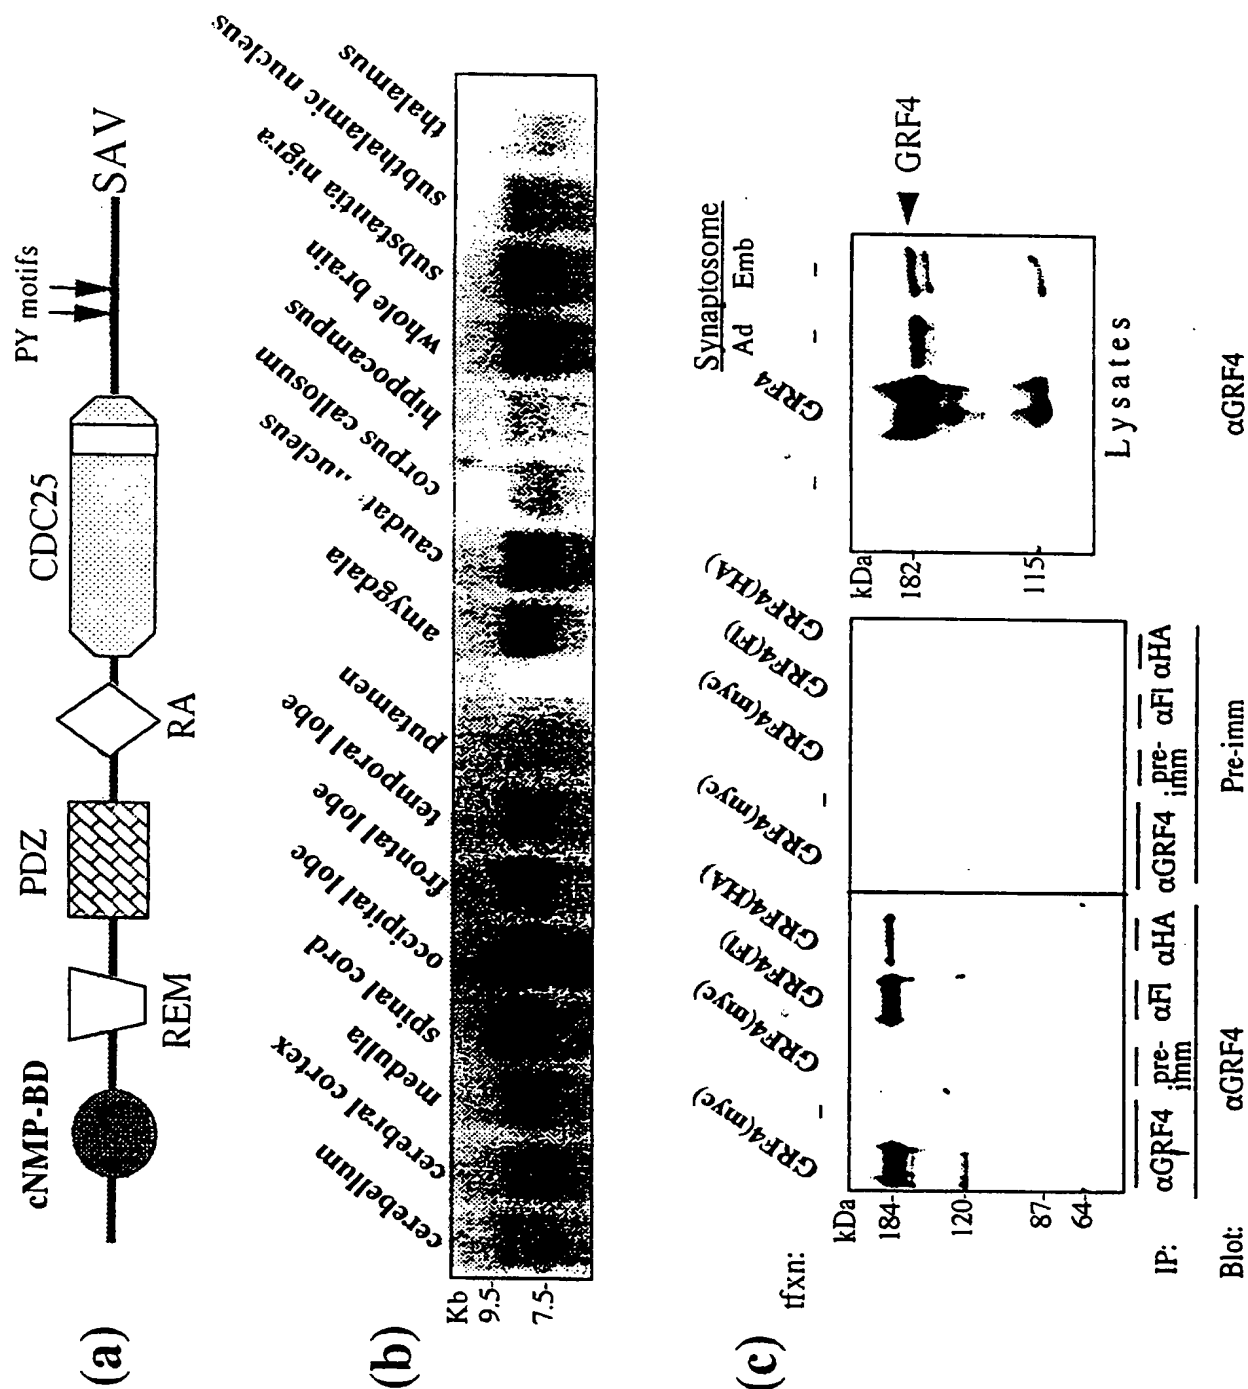 (a)
cNMP-BD
REM
PDZ
RA
CDC25
PY motifs
SAV
(b)
Kb
9.5-
7.5-
cerebellum
cerebral cortex
medulla
spinal cord
occipital lobe
frontal lobe
temporal lobe
putamen
amygdala
caudat ...ucleus
corpus callosum
hippocampus
whole brain
substantia nigra
subthalamic nucleus
thalamus
(c)
tfxn:
GRF4(myc)
-
GRF4(myc)
GRF4(Fl)
GRF4(HA)
GRF4(myc)
-
GRF4(myc)
GRF4(Fl)
GRF4(HA)
kDa
184-
120-
87-
64-
IP:
αGRF4 pre-imm αFl αHA
αGRF4 pre-imm αFl αHA
Blot:
αGRF4
Pre-imm
Synaptosome
- GRF4 Ad Emb
- -
kDa
182-
115-
GRF4
Lysates
αGRF4